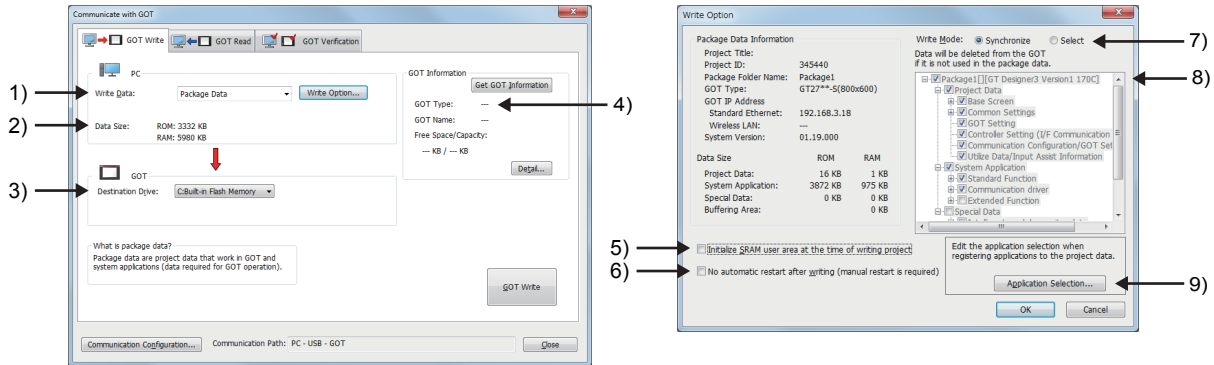 Communicate with GOT
GOT Write
GOT Read
GOT Verification
PC
1)
Write Data:
Package Data
Write Option...
2)
Data Size:
ROM: 3332 KB
RAM: 5980 KB
GOT
3)
Destination Drive:
C:Built-in Flash Memory
GOT Information
Get GOT Information
GOT Type:
---
4)
GOT Name:
---
Free Space/Capacity:
--- KB / --- KB
Detail...
What is package data?
Package data are project data that work in GOT and
system applications (data required for GOT operation).
GOT Write
Communication Configuration...
Communication Path:
PC - USB - GOT
Close
Write Option
Package Data Information
Project Title:
Project ID: 345440
Package Folder Name: Package1
GOT Type: GT27**-S(800x600)
GOT IP Address
Standard Ethernet: 192.168.3.18
Wireless LAN: ---
System Version: 01.19.000
Data Size ROM RAM
Project Data: 16 KB 1 KB
System Application: 3872 KB 975 KB
Special Data: 0 KB 0 KB
Buffering Area: 0 KB
Write Mode: Synchronize Select
7)
Data will be deleted from the GOT
if it is not used in the package data.
8)
Package1[][GT Designer3 Version1 170C]
Project Data
Base Screen
Common Settings
GOT Setting
Controller Setting (I/F Communication
Communication Configuration/GOT Set
Utilize Data/Input Assist Information
System Application
Standard Function
Communication driver
Extended Function
Special Data
5)
Initialize SRAM user area at the time of writing project
6)
No automatic restart after writing (manual restart is required)
Edit the application selection when
registering applications to the project data.
Application Selection...
9)
OK
Cancel